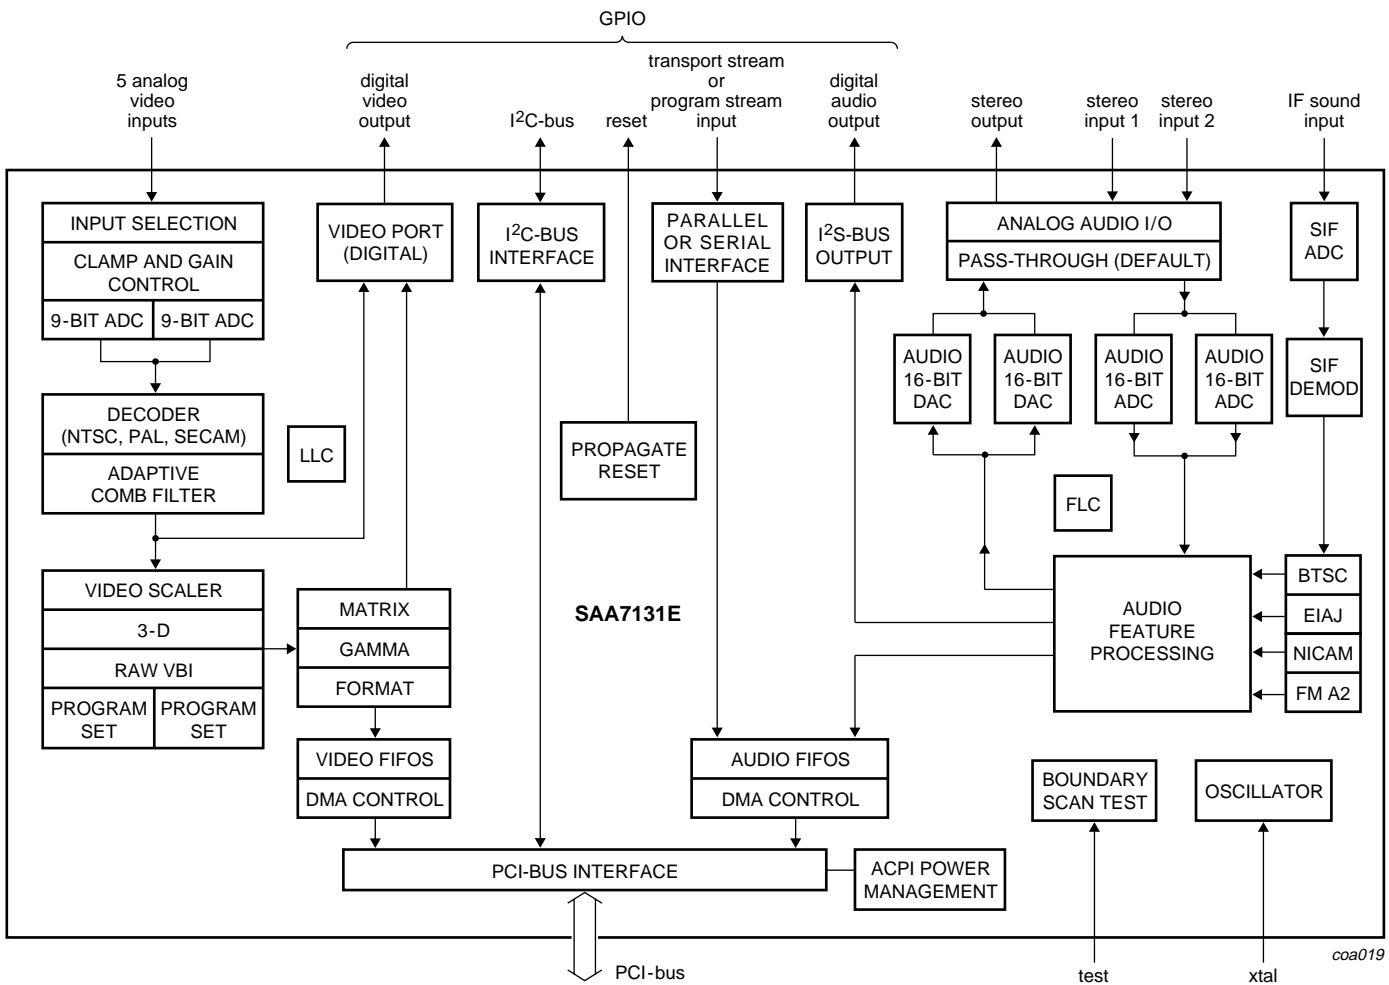 GPIO
5 analog
video
inputs
digital
video
output
I2C-bus
reset
transport stream
or
program stream
input
digital
audio
output
stereo
output
stereo
input 1
stereo
input 2
IF sound
input
INPUT SELECTION
CLAMP AND GAIN
CONTROL
9-BIT ADC
9-BIT ADC
VIDEO PORT
(DIGITAL)
I2C-BUS
INTERFACE
PARALLEL
OR SERIAL
INTERFACE
I2S-BUS
OUTPUT
ANALOG AUDIO I/O
PASS-THROUGH (DEFAULT)
SIF
ADC
AUDIO
16-BIT
DAC
AUDIO
16-BIT
DAC
AUDIO
16-BIT
ADC
AUDIO
16-BIT
ADC
SIF
DEMOD
DECODER
(NTSC, PAL, SECAM)
ADAPTIVE
COMB FILTER
LLC
PROPAGATE
RESET
FLC
VIDEO SCALER
3-D
RAW VBI
PROGRAM
SET
PROGRAM
SET
MATRIX
GAMMA
FORMAT
SAA7131E
AUDIO
FEATURE
PROCESSING
BTSC
EIAJ
NICAM
FM A2
VIDEO FIFOS
DMA CONTROL
AUDIO FIFOS
DMA CONTROL
BOUNDARY
SCAN TEST
OSCILLATOR
PCI-BUS INTERFACE
ACPI POWER
MANAGEMENT
PCI-bus
test
xtal
coa019